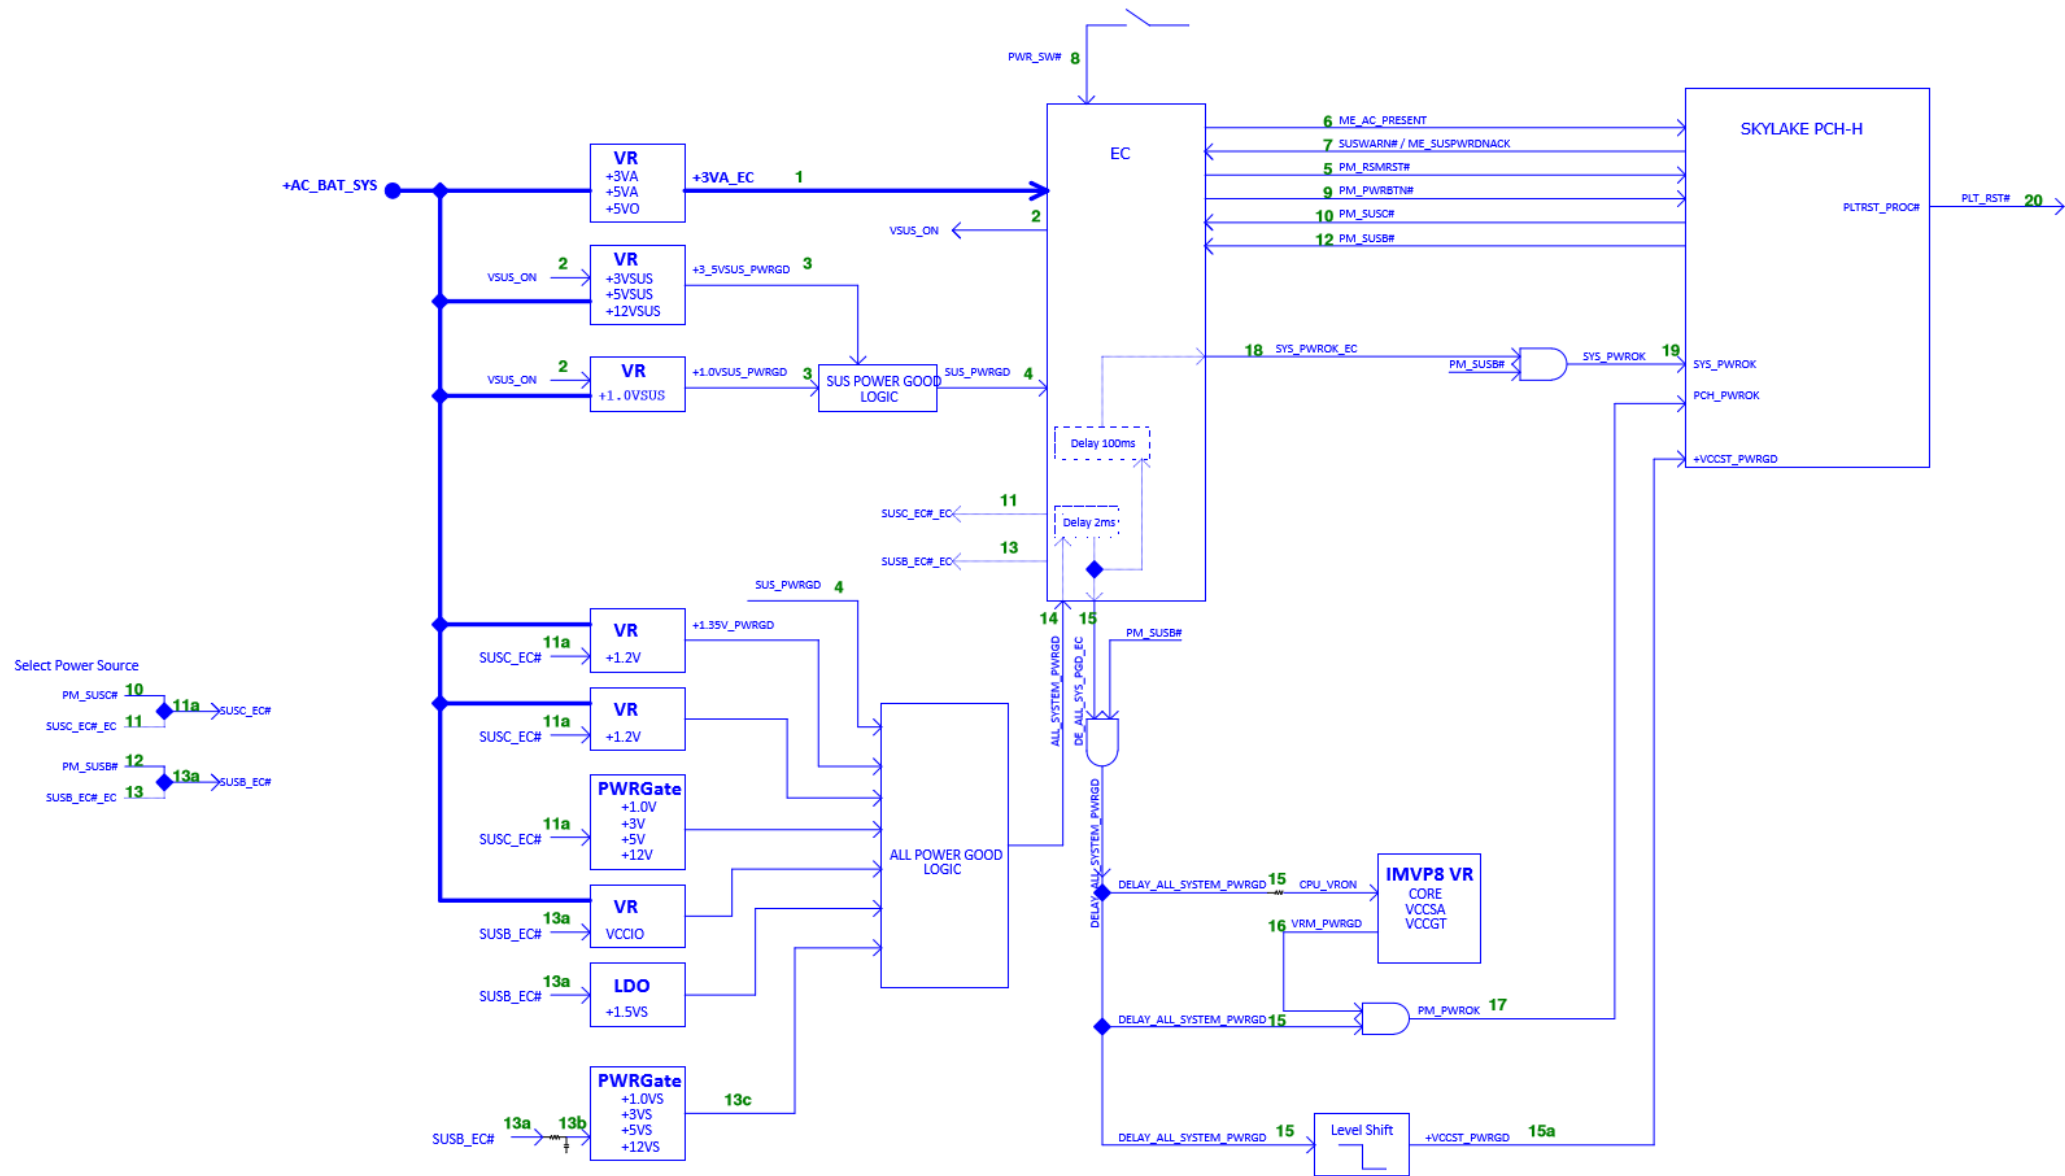 PWR_SW# 8
EC
6 ME_AC_PRESENT
7 SUSWARN# / ME_SUSPWRDNACK
5 PM_RSMRST#
9 PM_PWRBTN#
10 PM_SUSC#
12 PM_SUSB#
SKYLAKE PCH-H
PLTRST_PROC#
PLT_RST# 20
+AC_BAT_SYS
VR
+3VA
+5VA
+5VO
+3VA_EC 1
2
VSUS_ON
VSUS_ON 2
VR
+3VSUS
+5VSUS
+12VSUS
+3_5VSUS_PWRGD 3
VSUS_ON 2
VR
+1.0VSUS
+1.0VSUS_PWRGD 3
SUS POWER GOOD
LOGIC
SUS_PWRGD 4
18 SYS_PWROK_EC
PM_SUSB#
SYS_PWROK 19
SYS_PWROK
PCH_PWROK
+VCCST_PWRGD
Delay 100ms
Delay 2ms
SUSC_EC#_EC 11
SUSB_EC#_EC 13
14 15
ALL_SYSTEM_PWRGD
DE_ALL_SYS_PGD_EC
PM_SUSB#
SUS_PWRGD 4
Select Power Source
PM_SUSC# 10
SUSC_EC#_EC 11
11a SUSC_EC#
PM_SUSB# 12
SUSB_EC#_EC 13
13a SUSB_EC#
SUSC_EC# 11a
VR
+1.2V
+1.35V_PWRGD
SUSC_EC# 11a
VR
+1.2V
SUSC_EC# 11a
PWRGate
+1.0V
+3V
+5V
+12V
SUSB_EC# 13a
VR
VCCIO
SUSB_EC# 13a
LDO
+1.5VS
SUSB_EC# 13a 13b
PWRGate
+1.0VS
+3VS
+5VS
+12VS
13c
ALL POWER GOOD
LOGIC
DELAY_ALL_SYSTEM_PWRGD
DELAY_ALL_SYSTEM_PWRGD 15 CPU_VRON
IMVP8 VR
CORE
VCCSA
VCCGT
16 VRM_PWRGD
DELAY_ALL_SYSTEM_PWRGD 15
PM_PWROK 17
DELAY_ALL_SYSTEM_PWRGD 15
Level Shift
+VCCST_PWRGD 15a